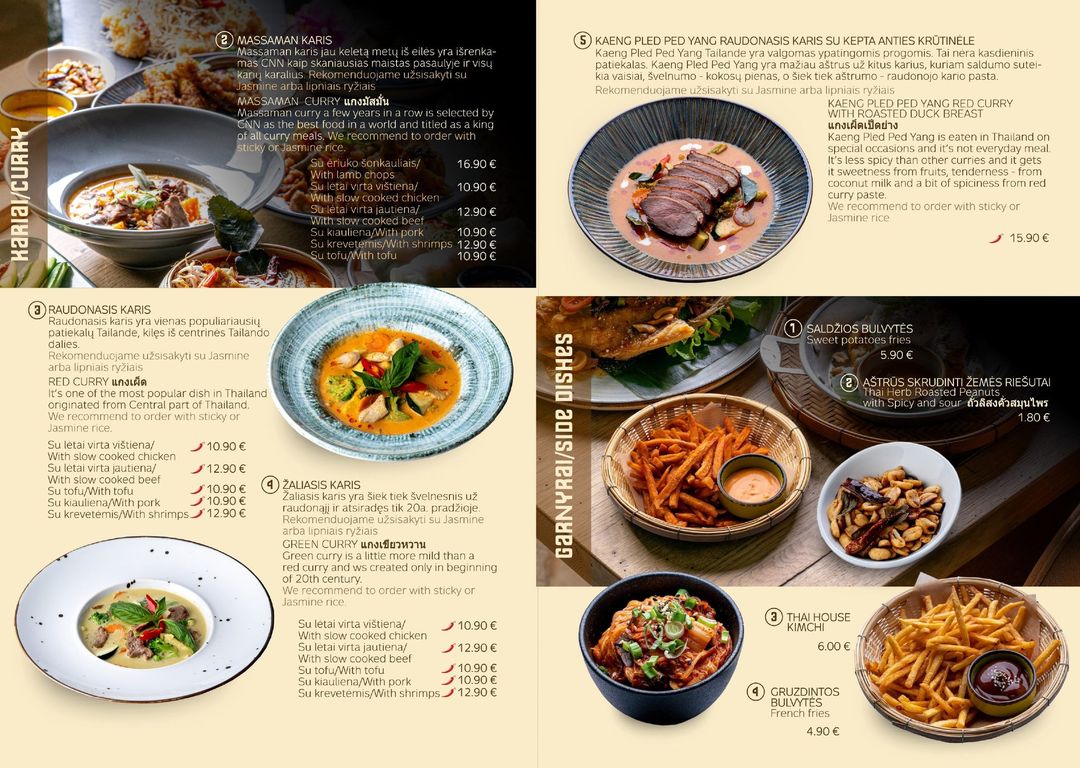 KARIAI/CURRY
2 MASSAMAN KARIS
Massaman karis jau keletą metų iš eilės yra išrenka-
mas CNN kaip skaniausias maistas pasaulyje ir visų
karių karalius. Rekomenduojame užsisakyti su
Jasmine arba lipniais ryžiais
MASSAMAN CURRY แกงมัสมั่น
Massaman curry a few years in a row is selected by
CNN as the best food in a world and titled as a king
of all curry meals. We recommend to order with
sticky or Jasmine rice.
Su ėriuko šonkauliais/ 16.90 €
With lamb chops
Su lėtai virta vištiena/ 10.90 €
With slow cooked chicken
Su lėtai virta jautiena/ 12.90 €
With slow cooked beef
Su kiauliena/With pork 10.90 €
Su krevetėmis/With shrimps 12.90 €
Su tofu/With tofu 10.90 €
3 RAUDONASIS KARIS
Raudonasis karis yra vienas populiariausių
patiekalų Tailande, kilęs iš centrinės Tailando
dalies.
Rekomenduojame užsisakyti su Jasmine
arba lipniais ryžiais
RED CURRY แกงเผ็ด
It's one of the most popular dish in Thailand
originated from Central part of Thailand.
We recommend to order with sticky or
Jasmine rice.
Su lėtai virta vištiena/ 10.90 €
With slow cooked chicken
Su lėtai virta jautiena/ 12.90 €
With slow cooked beef
Su tofu/With tofu 10.90 €
Su kiauliena/With pork 10.90 €
Su krevetėmis/With shrimps 12.90 €
4 ŽALIASIS KARIS
Žaliasis karis yra šiek tiek švelnesnis už
raudonąjį ir atsiradęs tik 20a. pradžioje.
Rekomenduojame užsisakyti su Jasmine
arba lipniais ryžiais
GREEN CURRY แกงเขียวหวาน
Green curry is a little more mild than a
red curry and ws created only in beginning
of 20th century.
We recommend to order with sticky or
Jasmine rice.
Su lėtai virta vištiena/ 10.90 €
With slow cooked chicken
Su lėtai virta jautiena/ 12.90 €
With slow cooked beef
Su tofu/With tofu 10.90 €
Su kiauliena/With pork 10.90 €
Su krevetėmis/With shrimps 12.90 €
5 KAENG PLED PED YANG RAUDONASIS KARIS SU KEPTA ANTIES KRŪTINĖLE
Kaeng Pled Ped Yang Tailande yra valgomas ypatingomis progomis. Tai nėra kasdieninis
patiekalas. Kaeng Pled Ped Yang yra mažiau aštrus už kitus karius, kuriam saldumo sutei-
kia vaisiai, švelnumo - kokosų pienas, o šiek tiek aštrumo - raudonojo kario pasta.
Rekomenduojame užsisakyti su Jasmine arba lipniais ryžiais
KAENG PLED PED YANG RED CURRY
WITH ROASTED DUCK BREAST
แกงเผ็ดเป็ดย่าง
Kaeng Pled Ped Yang is eaten in Thailand on
special occasions and it's not everyday meal.
It's less spicy than other curries and it gets
it sweetness from fruits, tenderness - from
coconut milk and a bit of spiciness from red
curry paste.
We recommend to order with sticky or
Jasmine rice
15.90 €
GARNYRAI/SIDE DISHES
1 SALDŽIOS BULVYTĖS
Sweet potatoes fries
5.90 €
2 AŠTRŪS SKRUDINTI ŽEMĖS RIEŠUTAI
Thai Herb Roasted Peanuts
with Spicy and sour ถั่วลิสงคั่วสมุนไพร
1.80 €
3 THAI HOUSE
KIMCHI
6.00 €
4 GRUZDINTOS
BULVYTĖS
French fries
4.90 €